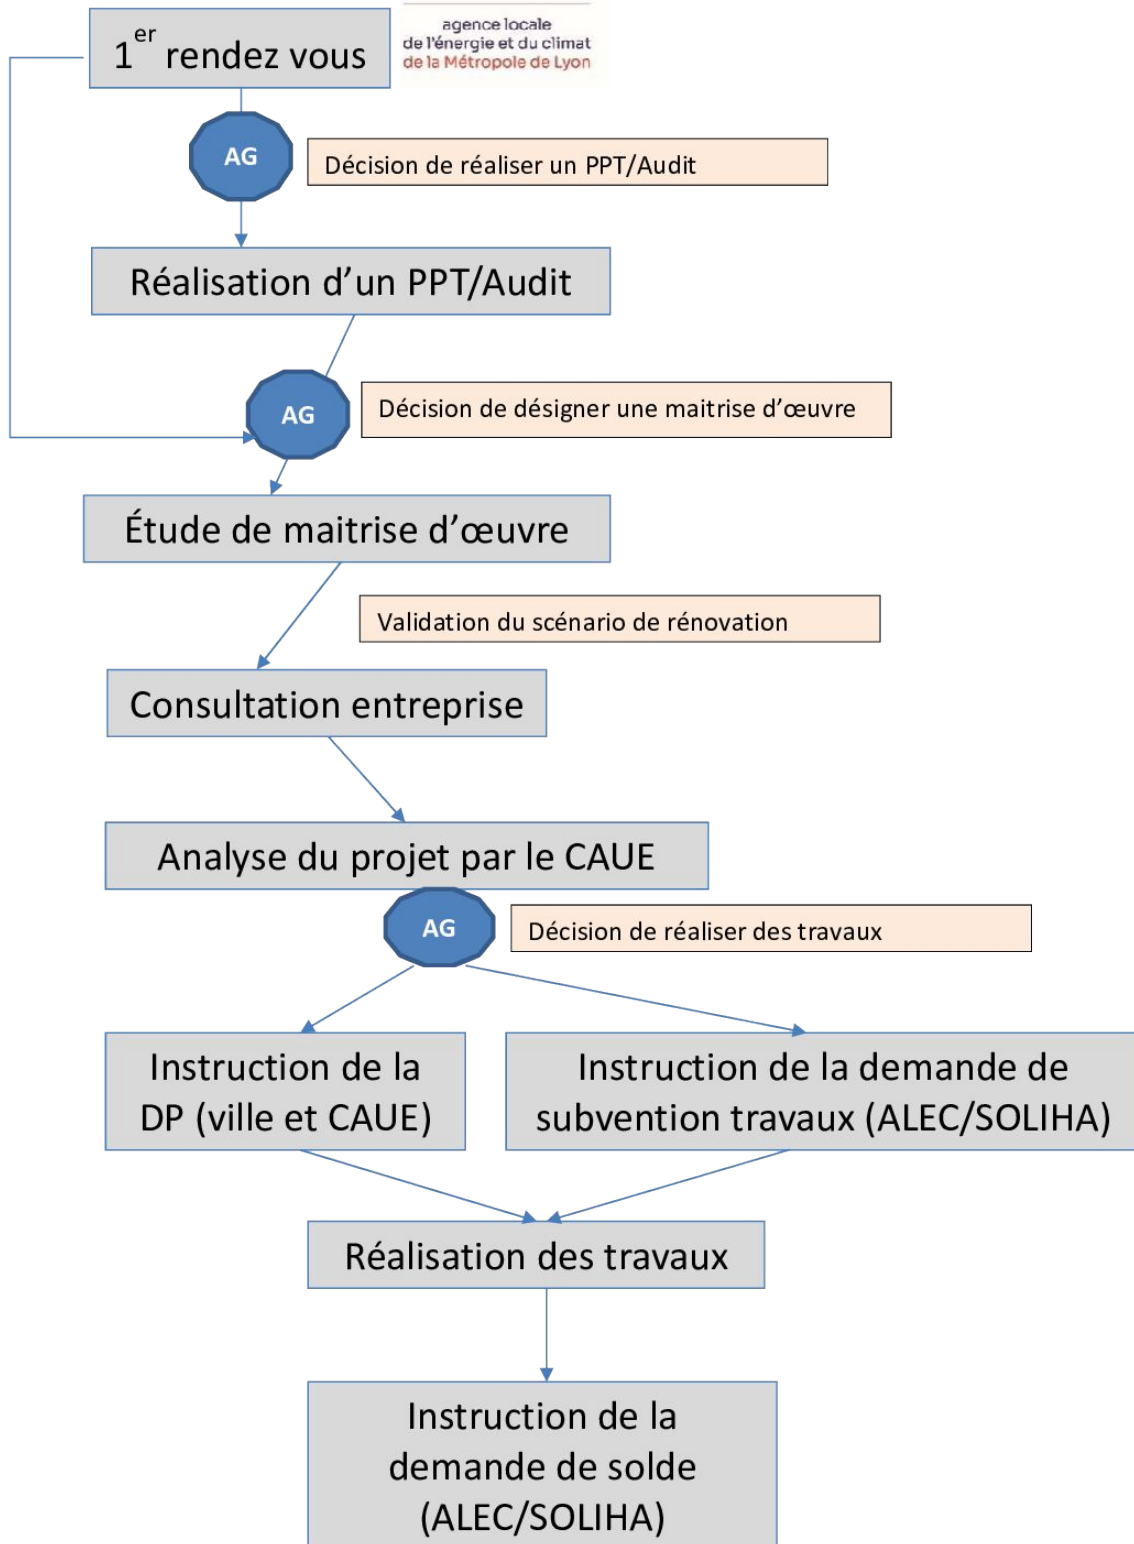 1er rendez vous
agence locale
de l'énergie et du climat
de la Métropole de Lyon
AG
Décision de réaliser un PPT/Audit
Réalisation d'un PPT/Audit
AG
Décision de désigner une maitrise d'œuvre
Étude de maitrise d'œuvre
Validation du scénario de rénovation
Consultation entreprise
Analyse du projet par le CAUE
AG
Décision de réaliser des travaux
Instruction de la
DP (ville et CAUE)
Instruction de la demande de
subvention travaux (ALEC/SOLIHA)
Réalisation des travaux
Instruction de la
demande de solde
(ALEC/SOLIHA)